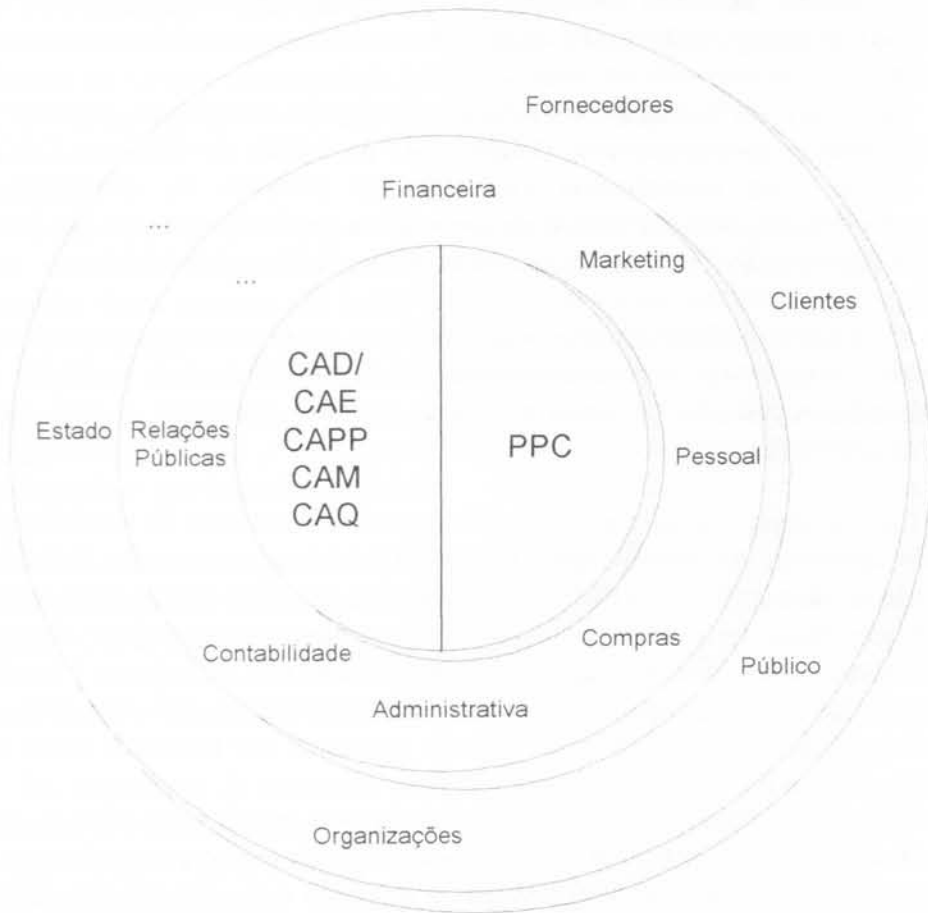 Fornecedores
Financeira
...
Marketing
...
Clientes
CAD/
CAE
CAPP
CAM
CAQ
PPC
Estado
Relações
Públicas
Pessoal
Compras
Contabilidade
Público
Administrativa
Organizações